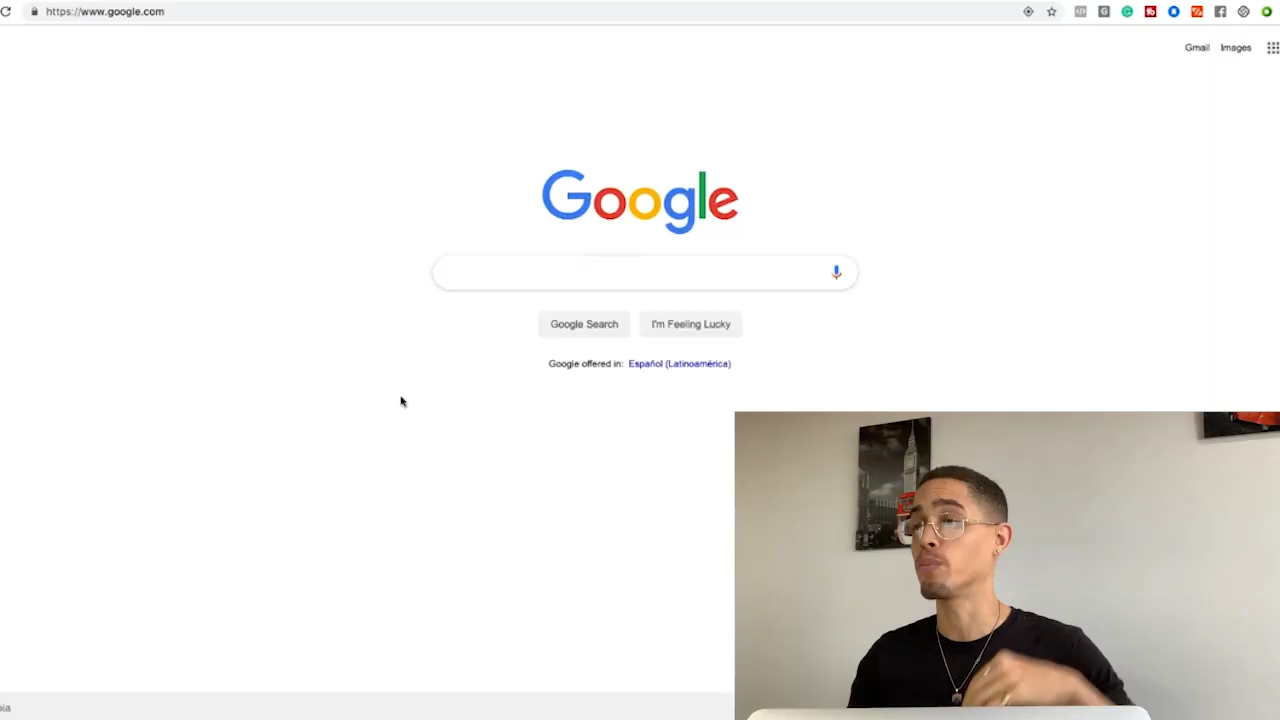 https://www.google.com
Gmail Images
Google
Google Search I'm Feeling Lucky
Google offered in: Español (Latinoamérica)